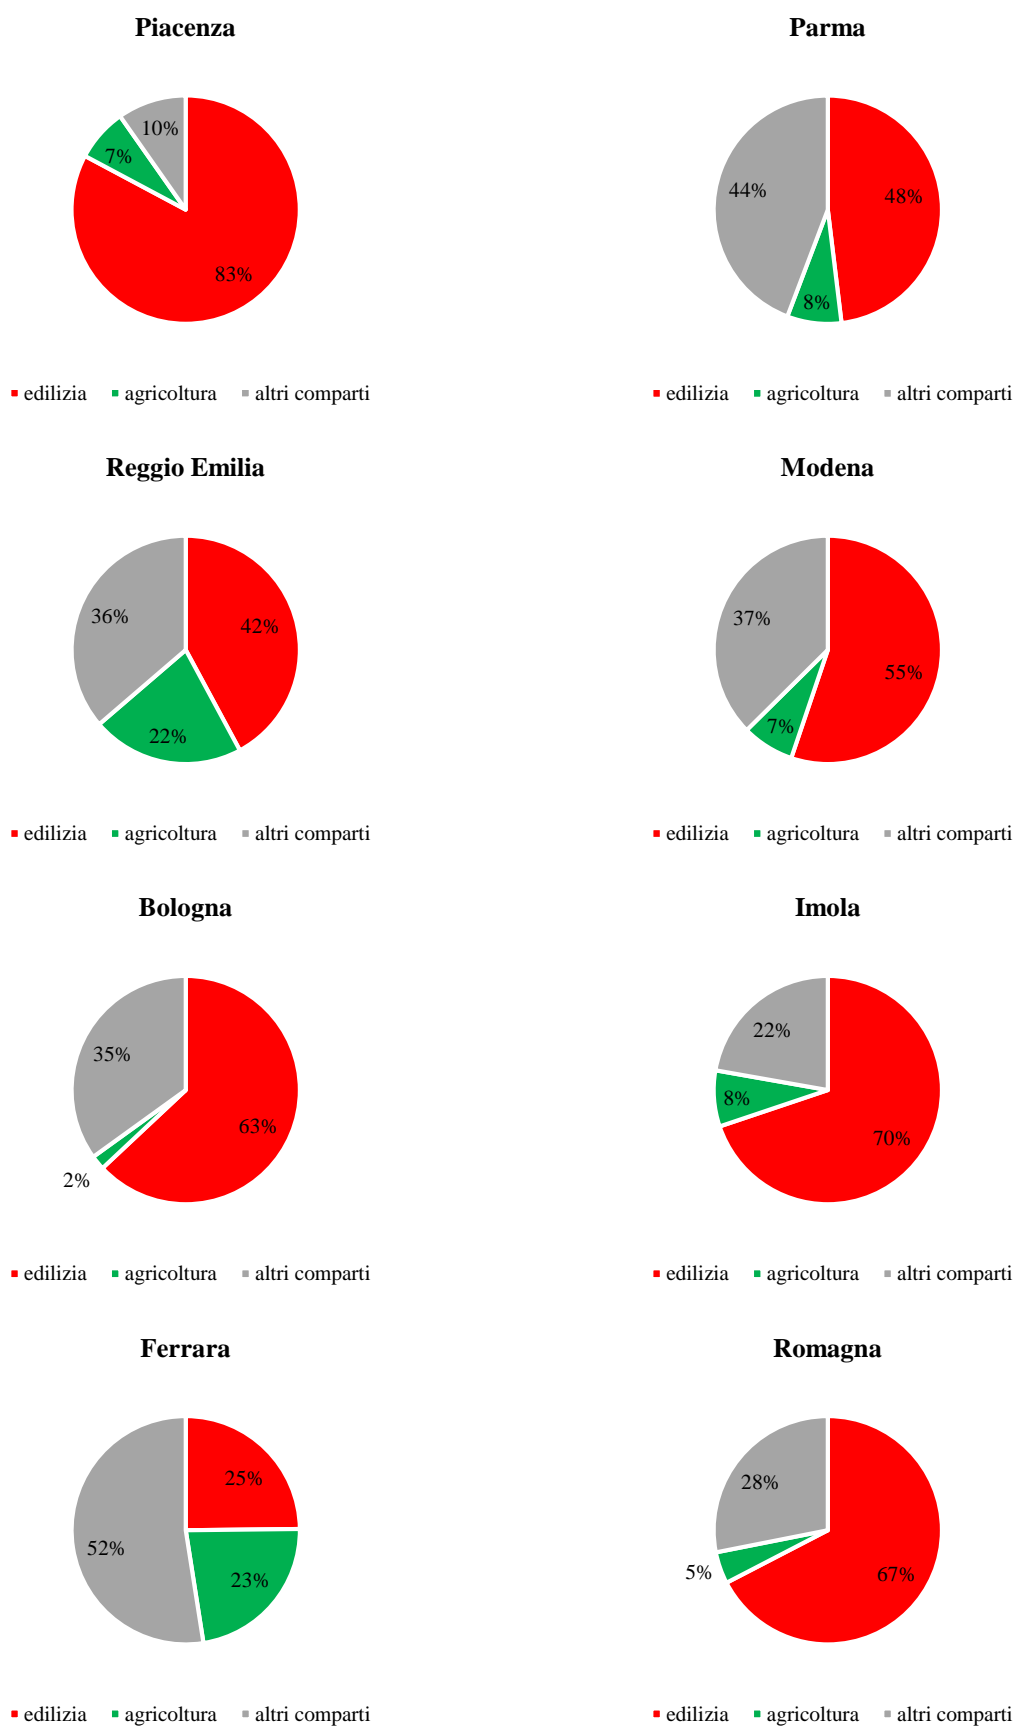 Piacenza
10%
7%
83%
edilizia agricoltura altri comparti
Parma
44%
48%
8%
edilizia agricoltura altri comparti
Reggio Emilia
36%
42%
22%
edilizia agricoltura altri comparti
Modena
37%
55%
7%
edilizia agricoltura altri comparti
Bologna
35%
63%
2%
edilizia agricoltura altri comparti
Imola
22%
8%
70%
edilizia agricoltura altri comparti
Ferrara
25%
52%
23%
edilizia agricoltura altri comparti
Romagna
28%
5%
67%
edilizia agricoltura altri comparti